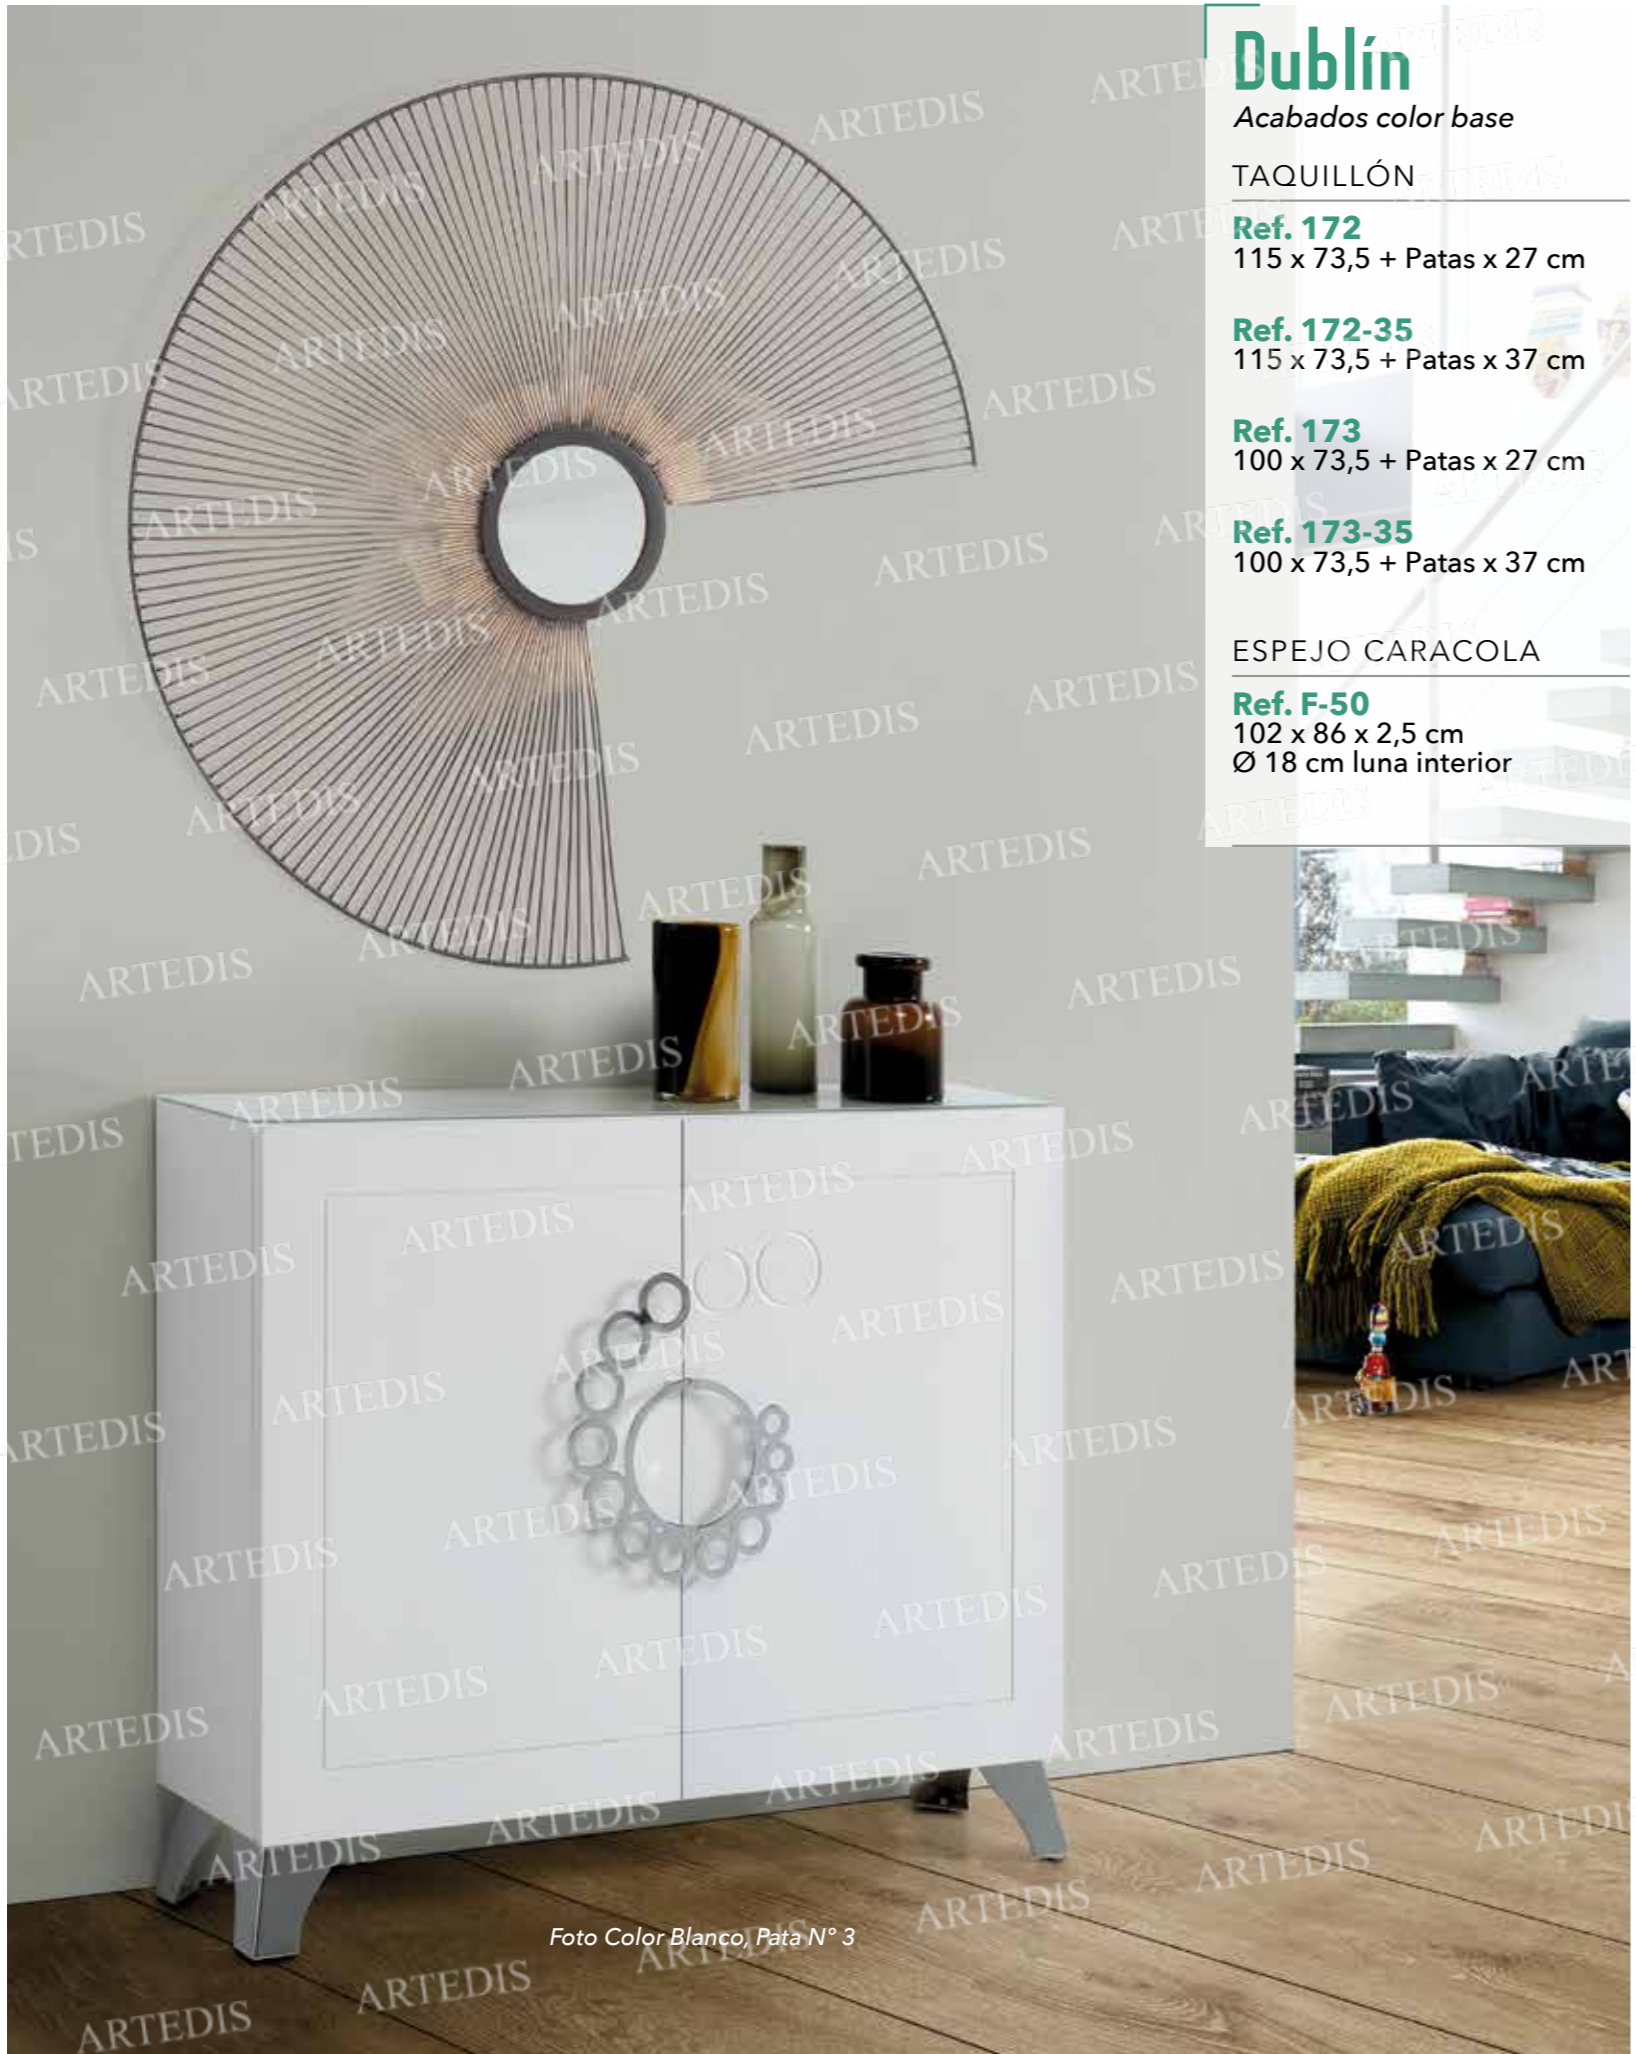 Dublín
Acabados color base
TAQUILLÓN
Ref. 172
115 x 73,5 + Patas x 27 cm
Ref. 172-35
115 x 73,5 + Patas x 37 cm
Ref. 173
100 x 73,5 + Patas x 27 cm
Ref. 173-35
100 x 73,5 + Patas x 37 cm
ESPEJO CARACOLA
Ref. F-50
102 x 86 x 2,5 cm
Ø 18 cm luna interior
Foto Color Blanco, Pata N° 3
ARTEDIS